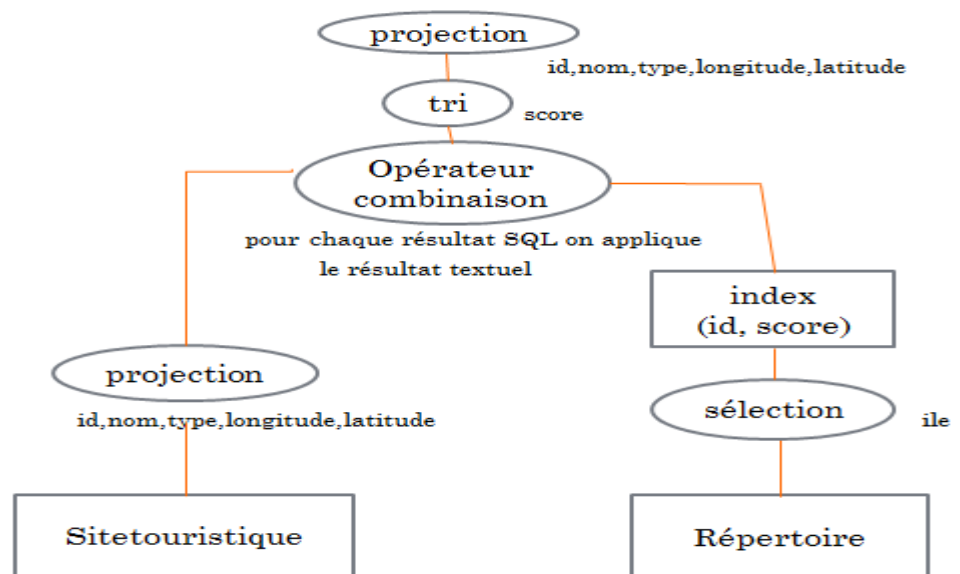 projection
id,nom,type,longitude,latitude
tri
score
Opérateur
combinaison
pour chaque résultat SQL on applique
le résultat textuel
index
(id, score)
projection
id,nom,type,longitude,latitude
sélection
ile
Sitetouristique
Répertoire